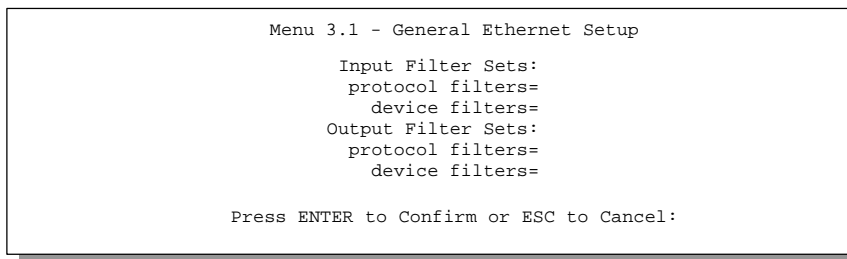 Menu 3.1 - General Ethernet Setup
Input Filter Sets:
protocol filters=
device filters=
Output Filter Sets:
protocol filters=
device filters=
Press ENTER to Confirm or ESC to Cancel: